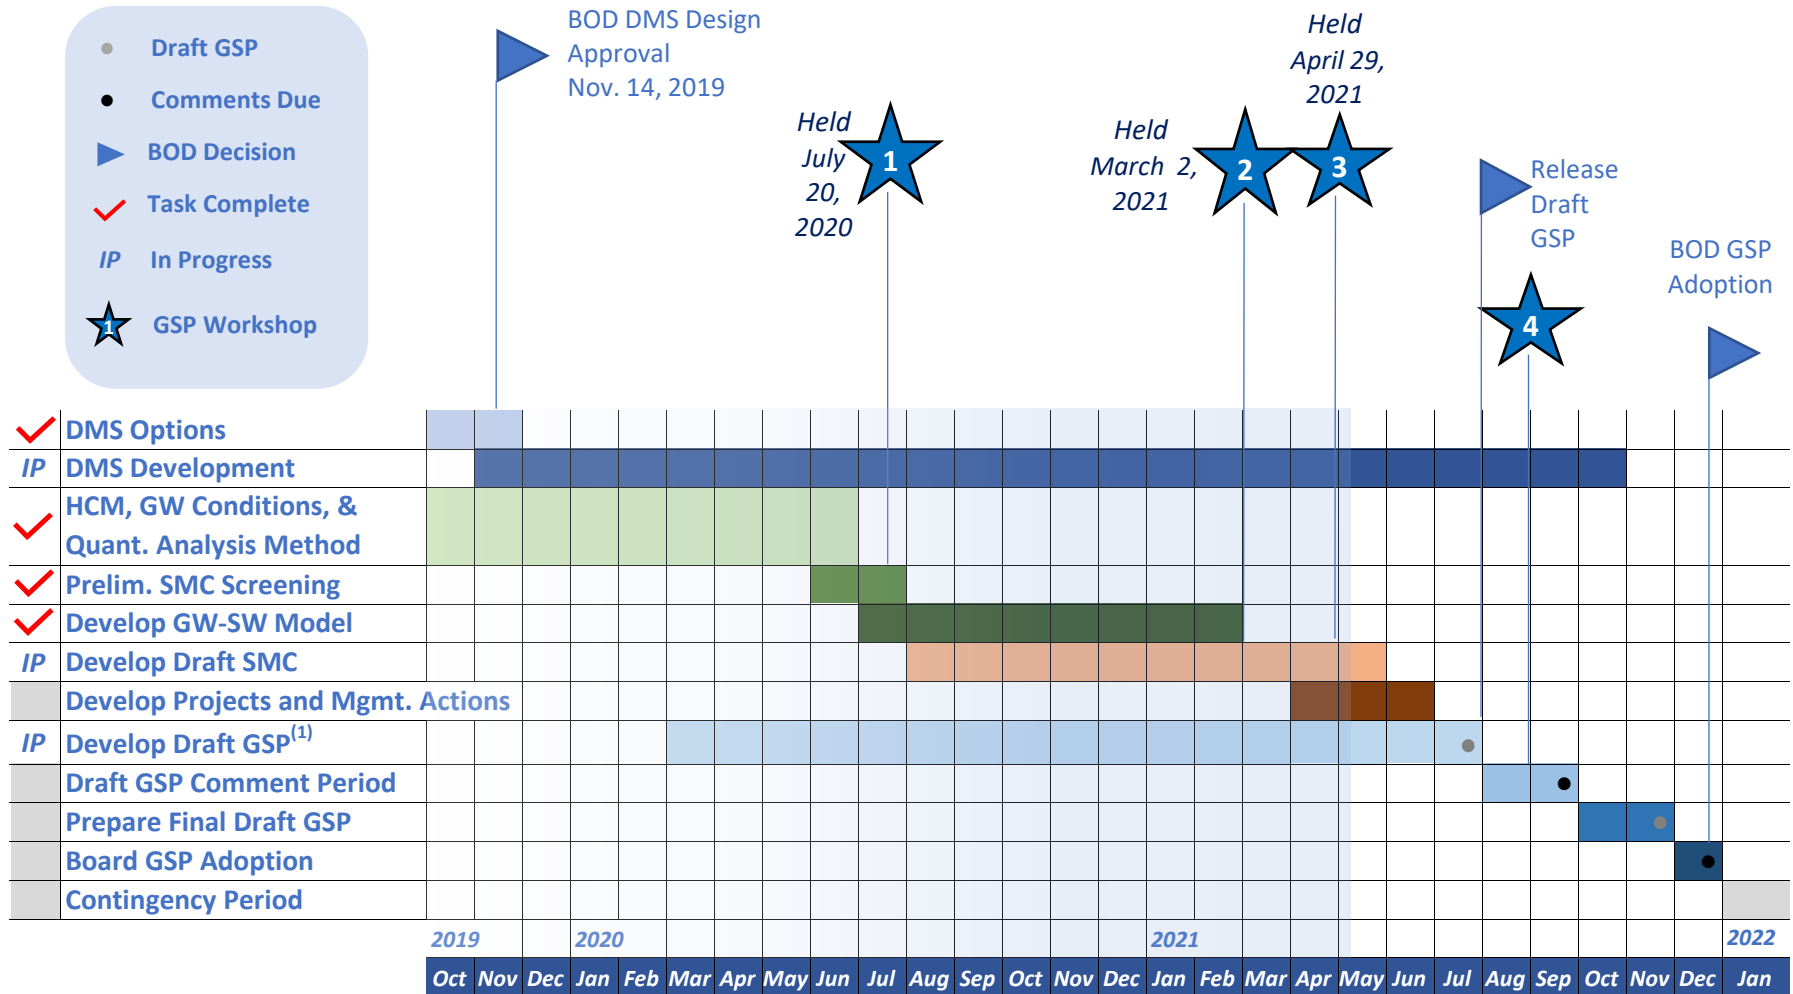 Draft GSP
Comments Due
BOD Decision
Task Complete
IP In Progress
1 GSP Workshop
BOD DMS Design
Approval
Nov. 14, 2019
Held
July
20,
2020
1
Held
March 2,
2021
2
Held
April 29,
2021
3
Release
Draft
GSP
4
BOD GSP
Adoption
DMS Options
IP DMS Development
HCM, GW Conditions, &
Quant. Analysis Method
Prelim. SMC Screening
Develop GW-SW Model
IP Develop Draft SMC
Develop Projects and Mgmt. Actions
IP Develop Draft GSP(1)
Draft GSP Comment Period
Prepare Final Draft GSP
Board GSP Adoption
Contingency Period
2019 2020 2021 2022
Oct Nov Dec Jan Feb Mar Apr May Jun Jul Aug Sep Oct Nov Dec Jan Feb Mar Apr May Jun Jul Aug Sep Oct Nov Dec Jan